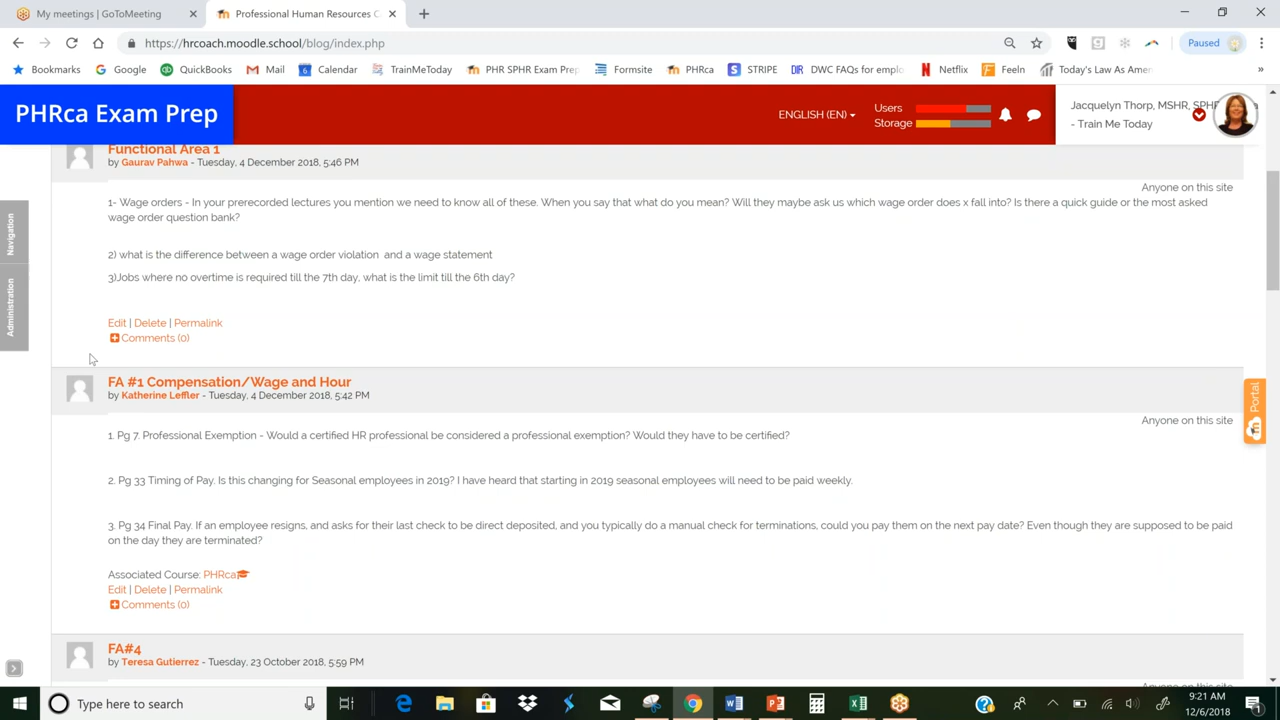 My meetings | GoToMeeting
Professional Human Resources C
https://hrcoach.moodle.school/blog/index.php
Paused
Bookmarks
Google
QuickBooks
Mail
Calendar
TrainMeToday
PHR SPHR Exam Prep
Formsite
PHRca
STRIPE
DWC FAQs for emplo
Netflix
Feeln
Today's Law As Amen
PHRca Exam Prep
ENGLISH (EN)
Users
Storage
Jacquelyn Thorp, MSHR, SPHR
- Train Me Today
Functional Area 1
by Gaurav Pahwa - Tuesday, 4 December 2018, 5:46 PM
Anyone on this site
1- Wage orders - In your prerecorded lectures you mention we need to know all of these. When you say that what do you mean? Will they maybe ask us which wage order does x fall into? Is there a quick guide or the most asked
wage order question bank?
2) what is the difference between a wage order violation and a wage statement
3)Jobs where no overtime is required till the 7th day, what is the limit till the 6th day?
Edit | Delete | Permalink
Comments (0)
Navigation
Administration
FA #1 Compensation/Wage and Hour
by Katherine Leffler - Tuesday, 4 December 2018, 5:42 PM
Anyone on this site
Portal
1. Pg 7. Professional Exemption - Would a certified HR professional be considered a professional exemption? Would they have to be certified?
2. Pg 33 Timing of Pay. Is this changing for Seasonal employees in 2019? I have heard that starting in 2019 seasonal employees will need to be paid weekly.
3. Pg 34 Final Pay. If an employee resigns, and asks for their last check to be direct deposited, and you typically do a manual check for terminations, could you pay them on the next pay date? Even though they are supposed to be paid
on the day they are terminated?
Associated Course: PHRca
Edit | Delete | Permalink
Comments (0)
FA#4
by Teresa Gutierrez - Tuesday, 23 October 2018, 5:59 PM
Type here to search
9:21 AM
12/6/2018